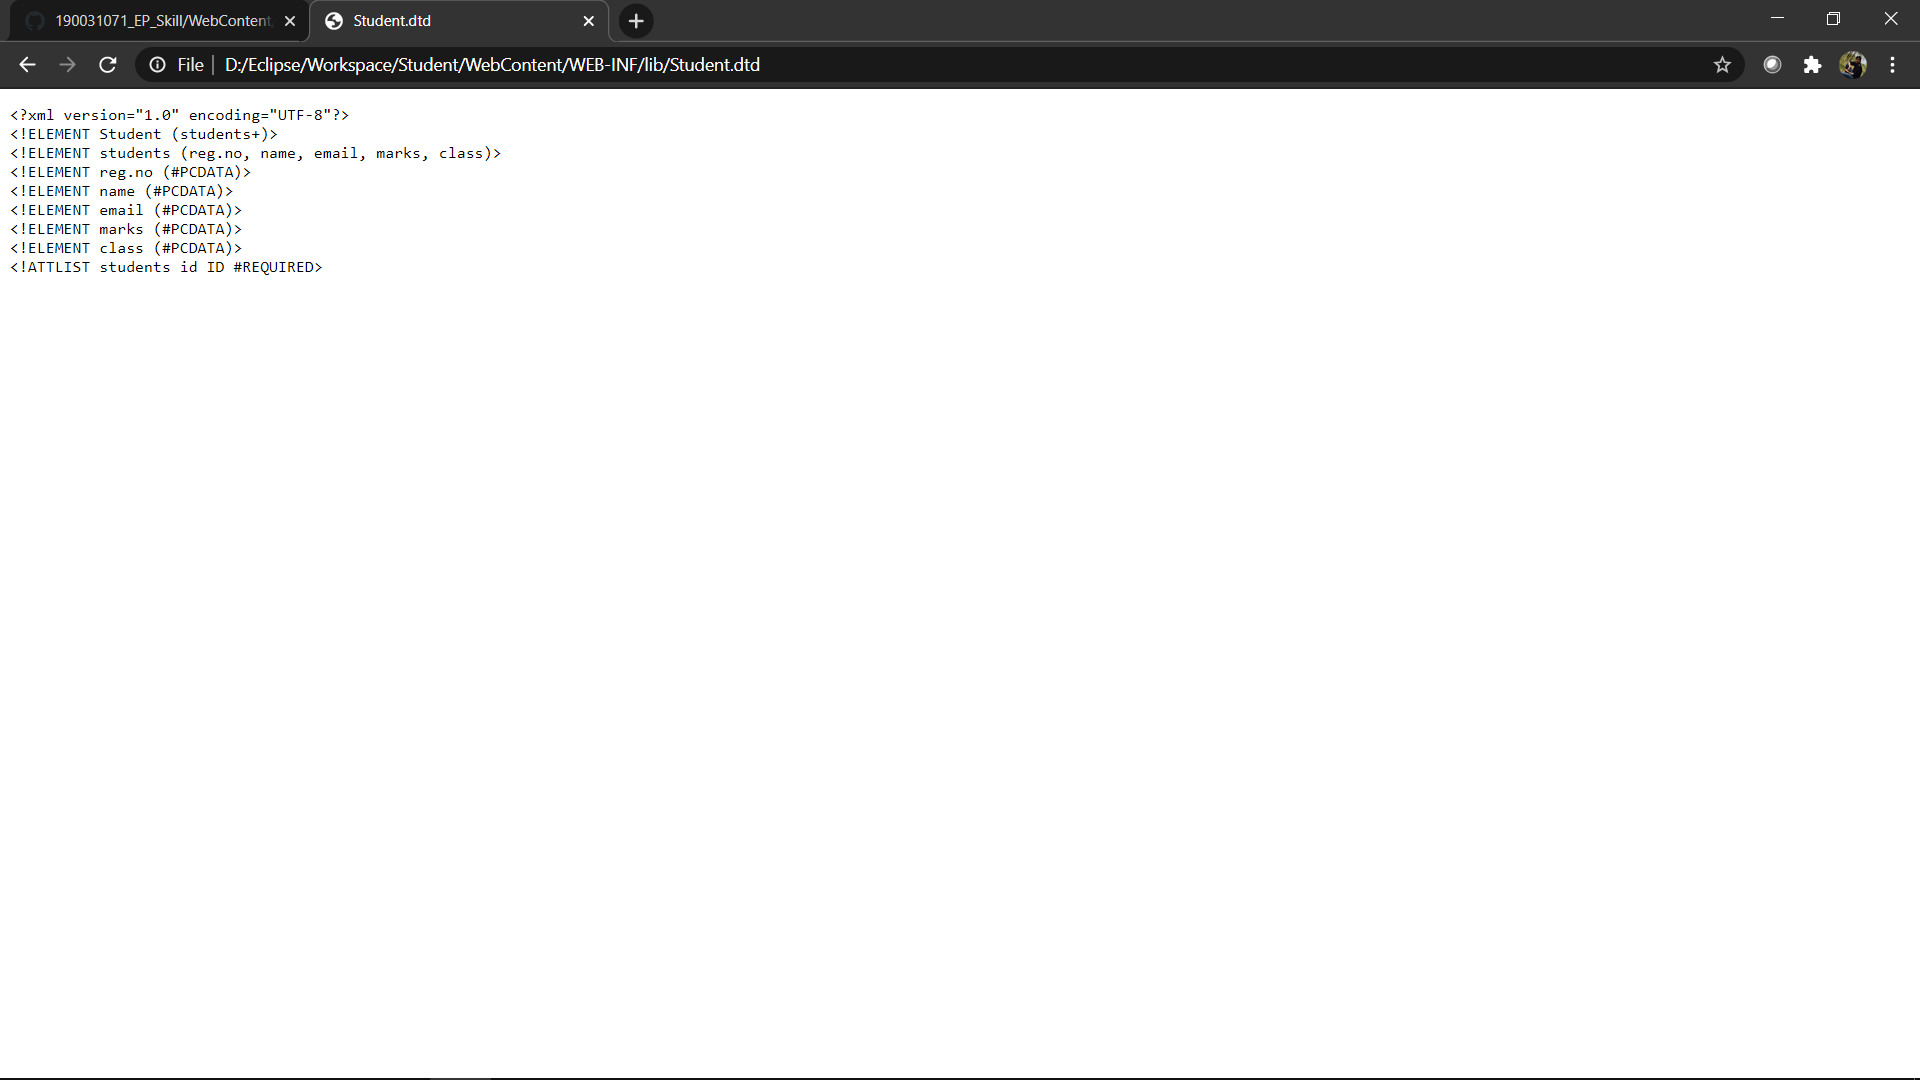 190031071_EP_Skill/WebContent
Student.dtd
File
D:/Eclipse/Workspace/Student/WebContent/WEB-INF/lib/Student.dtd
<?xml version="1.0" encoding="UTF-8"?>
<!ELEMENT Student (students+)>
<!ELEMENT students (reg.no, name, email, marks, class)>
<!ELEMENT reg.no (#PCDATA)>
<!ELEMENT name (#PCDATA)>
<!ELEMENT email (#PCDATA)>
<!ELEMENT marks (#PCDATA)>
<!ELEMENT class (#PCDATA)>
<!ATTLIST students id ID #REQUIRED>